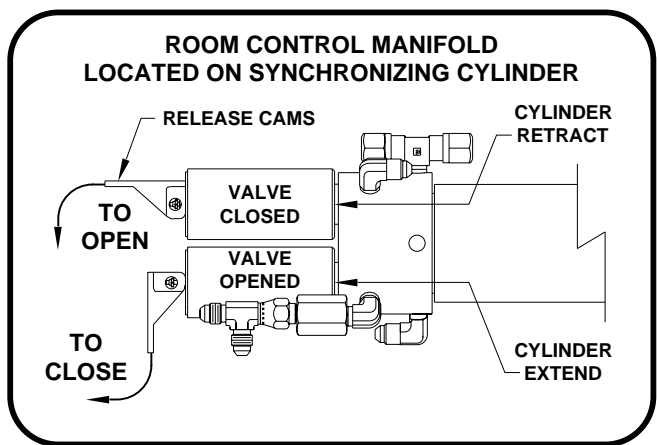 ROOM CONTROL MANIFOLD
LOCATED ON SYNCHRONIZING CYLINDER
RELEASE CAMS
CYLINDER
RETRACT
VALVE
CLOSED
TO
OPEN
VALVE
OPENED
TO
CLOSE
CYLINDER
EXTEND